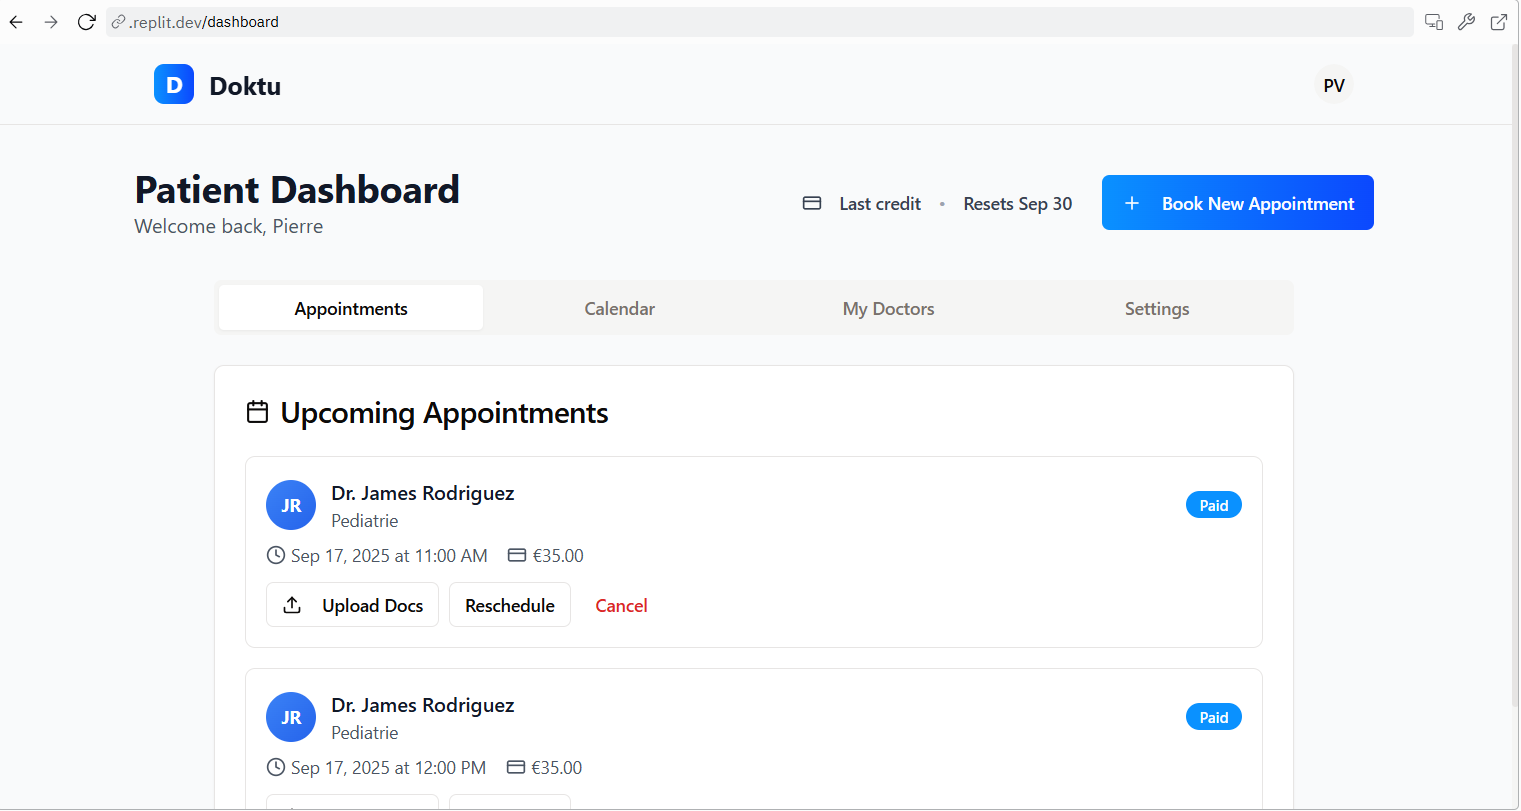 .replit.dev/dashboard
D Doktu
PV
Patient Dashboard
Welcome back, Pierre
Last credit • Resets Sep 30
+ Book New Appointment
Appointments
Calendar
My Doctors
Settings
Upcoming Appointments
JR
Dr. James Rodriguez
Pediatrie
Paid
Sep 17, 2025 at 11:00 AM
€35.00
Upload Docs
Reschedule
Cancel
JR
Dr. James Rodriguez
Pediatrie
Paid
Sep 17, 2025 at 12:00 PM
€35.00